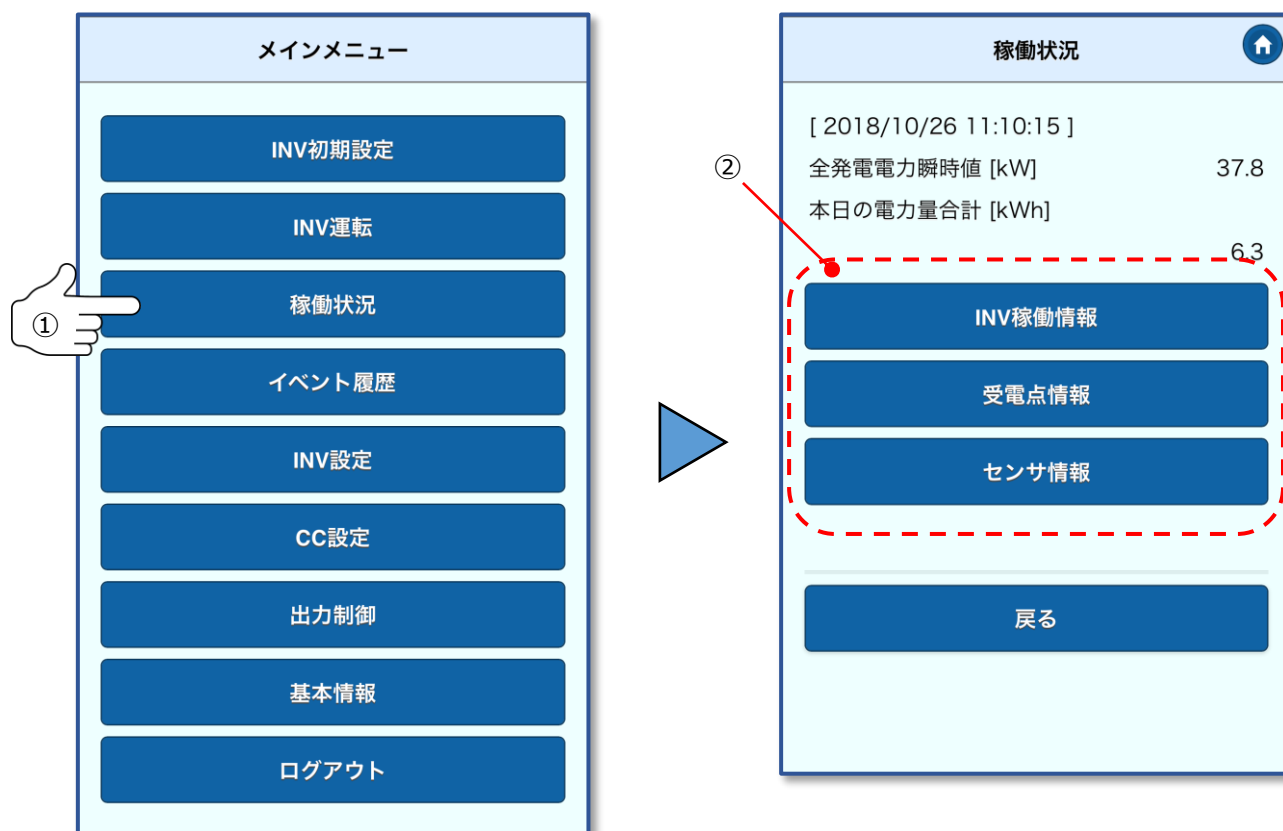 メインメニュー
INV初期設定
INV運転
稼働状況
①
イベント履歴
INV設定
CC設定
出力制御
基本情報
ログアウト
稼働状況
[ 2018/10/26 11:10:15 ]
②
全発電電力瞬時値 [kW] 37.8
本日の電力量合計 [kWh]
6.3
INV稼働情報
受電点情報
センサ情報
戻る